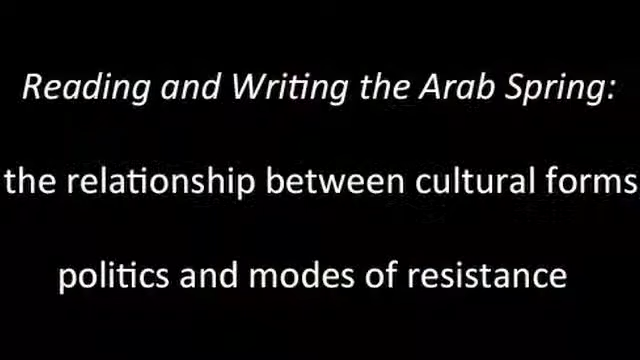 Reading and Writing the Arab Spring:
the relationship between cultural forms
politics and modes of resistance